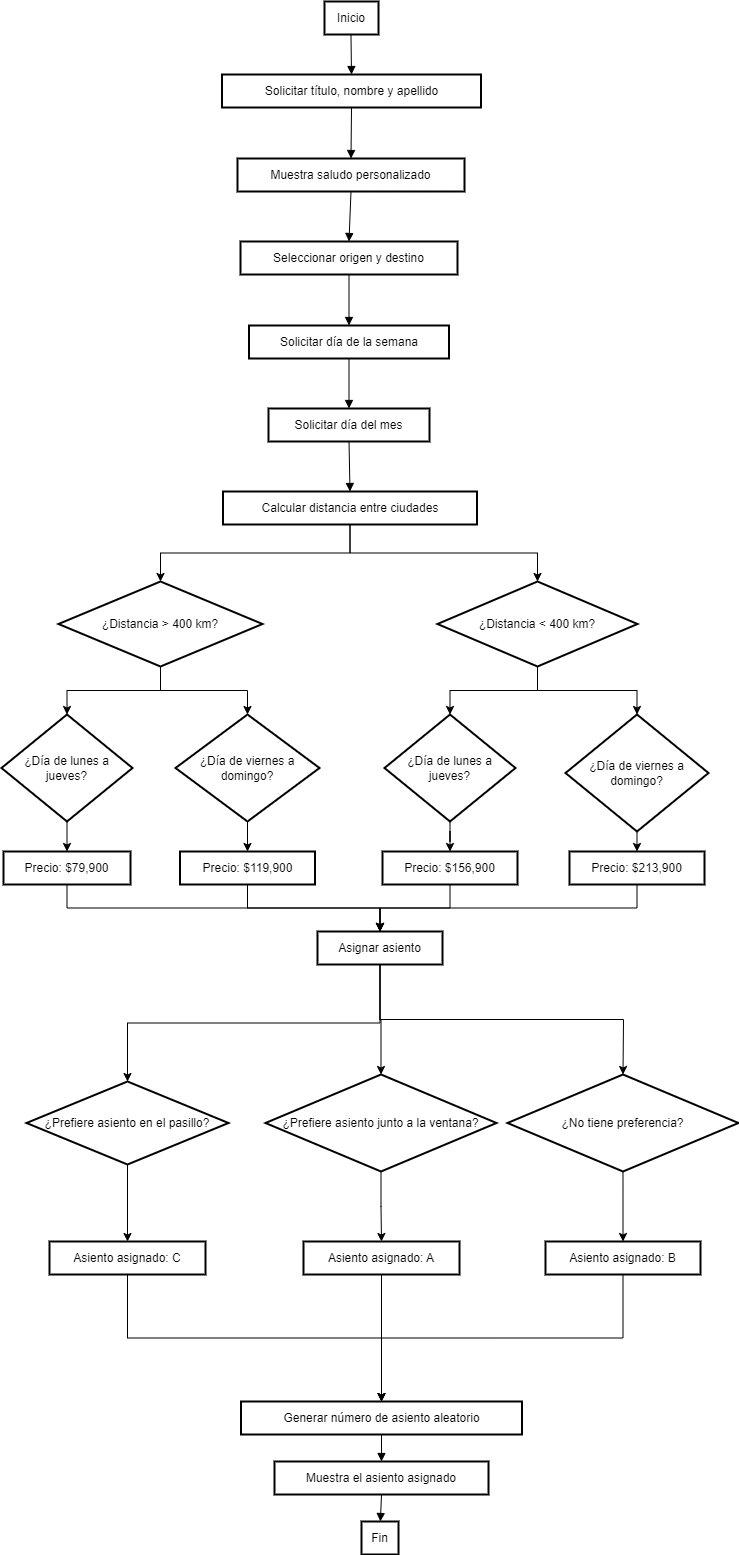 Inicio
Solicitar título, nombre y apellido
Muestra saludo personalizado
Seleccionar origen y destino
Solicitar día de la semana
Solicitar día del mes
Calcular distancia entre ciudades
¿Distancia > 400 km?
¿Distancia < 400 km?
¿Día de lunes a
jueves?
¿Día de viernes a
domingo?
¿Día de lunes a
jueves?
¿Día de viernes a
domingo?
Precio: $79,900
Precio: $119,900
Precio: $156,900
Precio: $213,900
Asignar asiento
¿Prefiere asiento en el pasillo?
¿Prefiere asiento junto a la ventana?
¿No tiene preferencia?
Asiento asignado: C
Asiento asignado: A
Asiento asignado: B
Generar número de asiento aleatorio
Muestra el asiento asignado
Fin